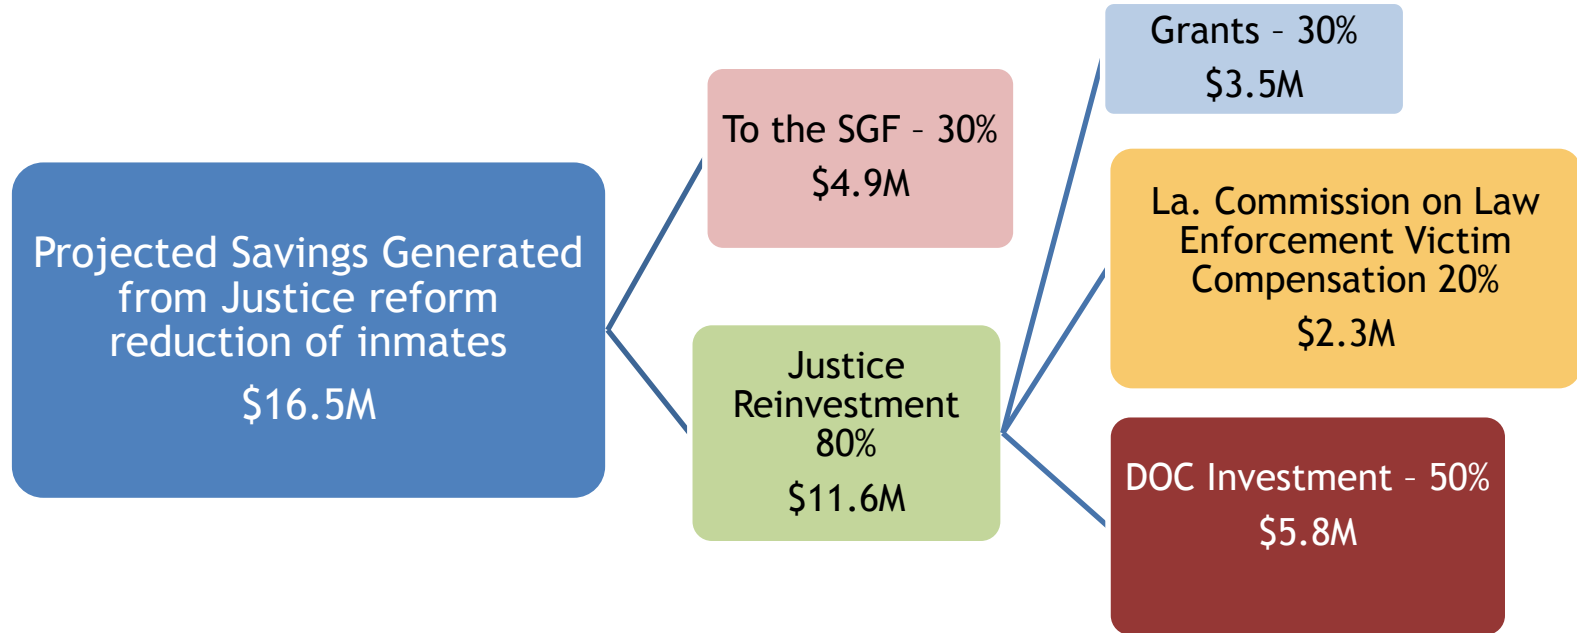 Projected Savings Generated
from Justice reform
reduction of inmates
$16.5M
To the SGF – 30%
$4.9M
Justice
Reinvestment
80%
$11.6M
Grants – 30%
$3.5M
La. Commission on Law
Enforcement Victim
Compensation 20%
$2.3M
DOC Investment – 50%
$5.8M